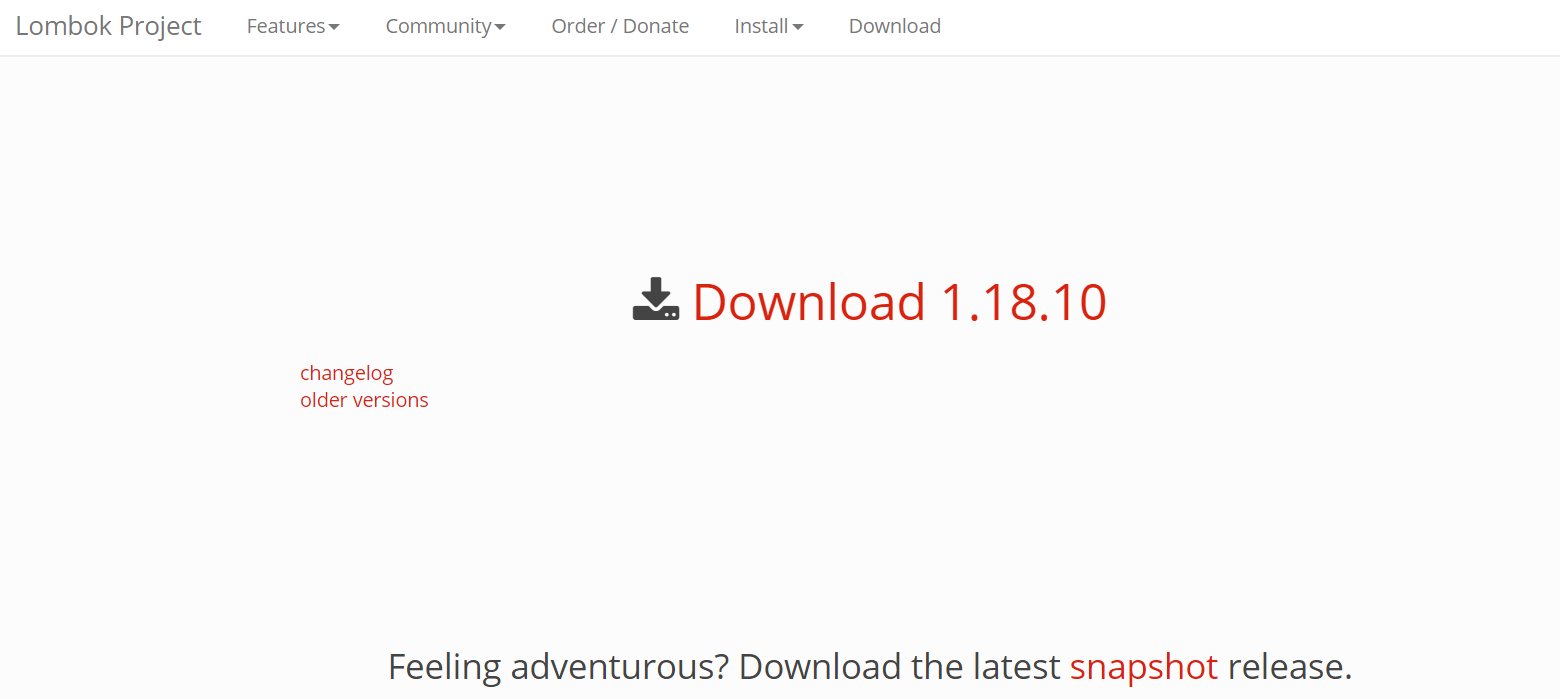 Lombok Project Features Community Order / Donate Install Download
Download 1.18.10
changelog
older versions
Feeling adventurous? Download the latest snapshot release.